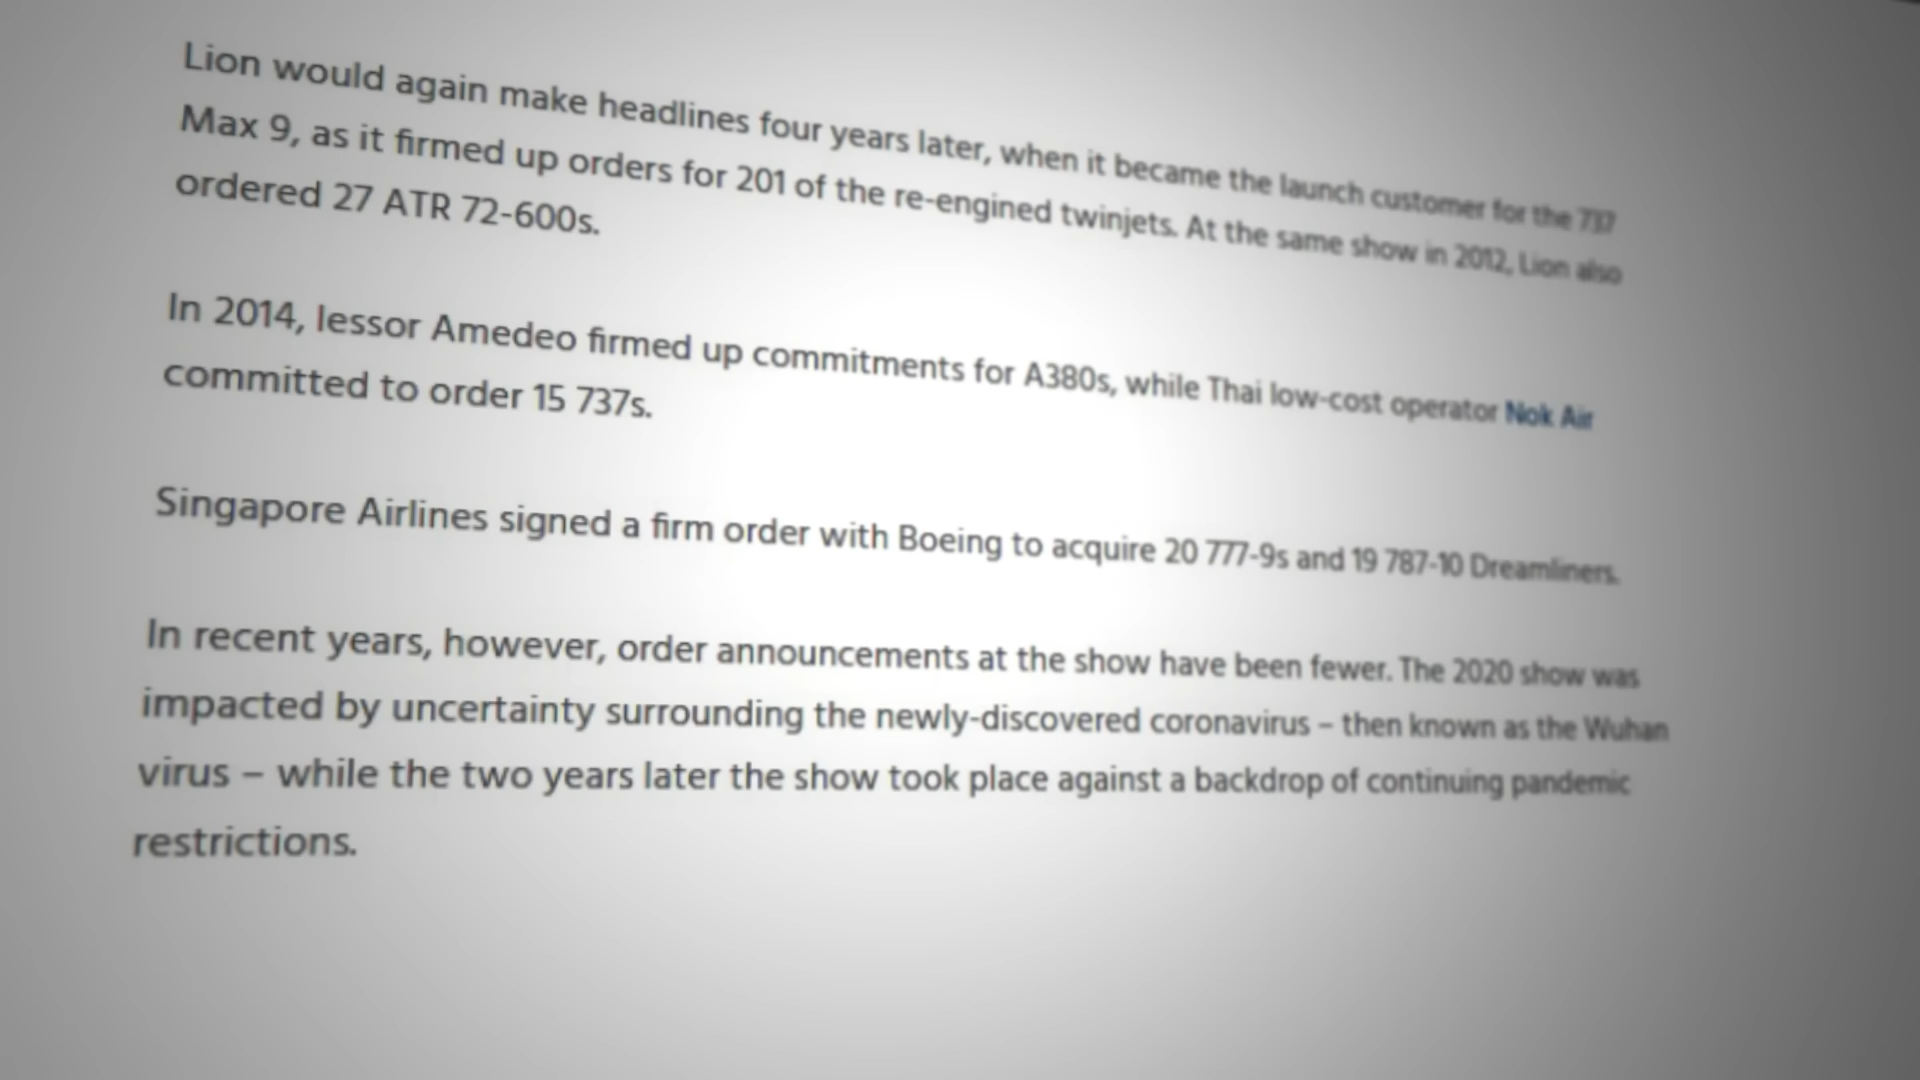 Lion would again make headlines four years later, when it became the launch customer for the 737
Max 9, as it firmed up orders for 201 of the re-engined twinjets. At the same show in 2012, Lion also
ordered 27 ATR 72-600s.
In 2014, lessor Amedeo firmed up commitments for A380s, while Thai low-cost operator Nok Air
committed to order 15 737s.
Singapore Airlines signed a firm order with Boeing to acquire 20 777-9s and 19 787-10 Dreamliners.
In recent years, however, order announcements at the show have been fewer. The 2020 show was
impacted by uncertainty surrounding the newly-discovered coronavirus – then known as the Wuhan
virus – while the two years later the show took place against a backdrop of continuing pandemic
restrictions.